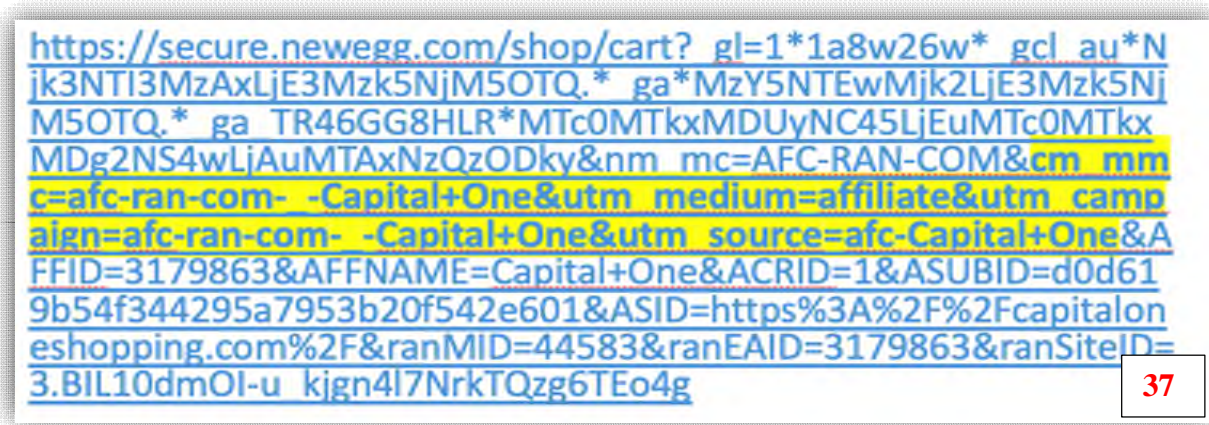 https://secure.newegg.com/shop/cart?_gl=1*1a8w26w*_gcl_au*N
jk3NTI3MzAxLjE3Mzk5NjM5OTQ.*_ga*MzY5NTEwMjk2LjE3Mzk5Nj
M5OTQ.*_ga_TR46GG8HLR*MTc0MTkxMDUyNC45LjEuMTc0MTkx
MDg2NS4wLjAuMTAxNzQzODky&nm_mc=AFC-RAN-COM&cm_mm
c=afc-ran-com-_-Capital+One&utm_medium=affiliate&utm_camp
aign=afc-ran-com-_-Capital+One&utm_source=afc-Capital+One&A
FFID=3179863&AFFNAME=Capital+One&ACRID=1&ASUBID=d0d61
9b54f344295a7953b20f542e601&ASID=https%3A%2F%2Fcapitalon
eshopping.com%2F&ranMID=44583&ranEAID=3179863&ranSiteID=
3.BIL10dmOI-u_kjgn4l7NrkTQzg6TEo4g
37